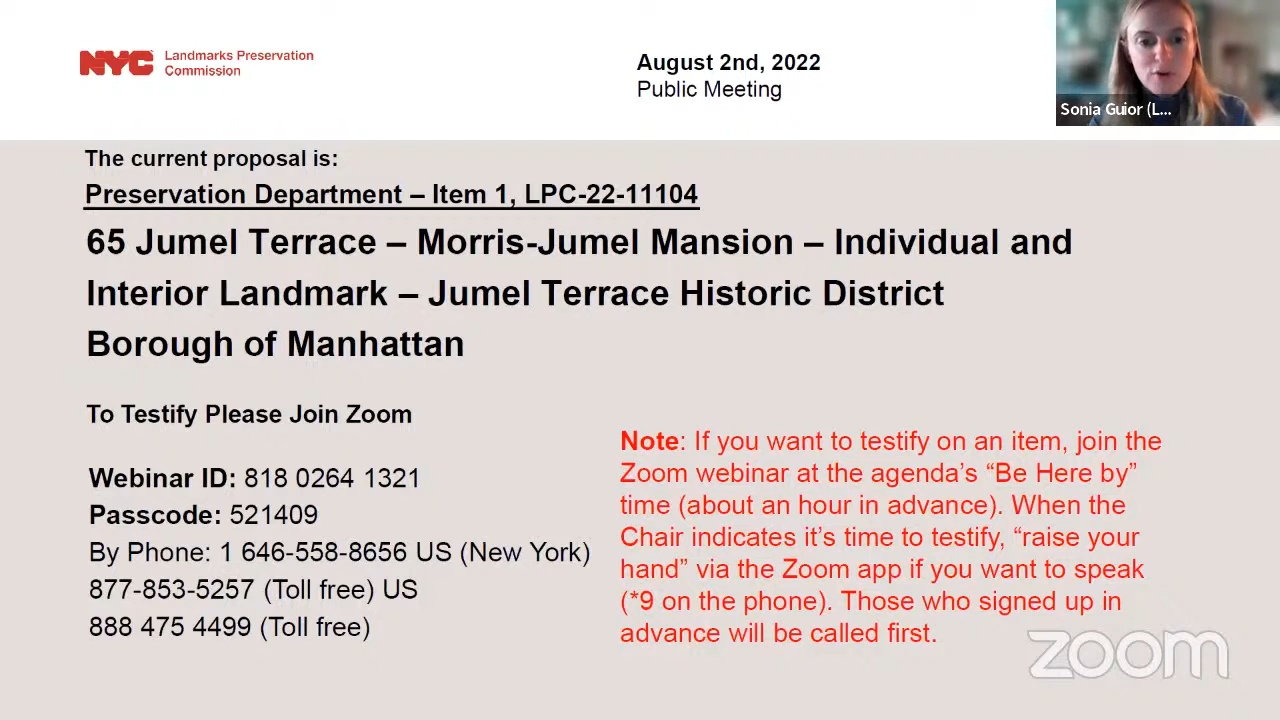 NYC Landmarks Preservation
Commission
August 2nd, 2022
Public Meeting
Sonia Guior (L...
The current proposal is:
Preservation Department – Item 1, LPC-22-11104
65 Jumel Terrace – Morris-Jumel Mansion – Individual and
Interior Landmark – Jumel Terrace Historic District
Borough of Manhattan
To Testify Please Join Zoom
Webinar ID: 818 0264 1321
Passcode: 521409
By Phone: 1 646-558-8656 US (New York)
877-853-5257 (Toll free) US
888 475 4499 (Toll free)
Note: If you want to testify on an item, join the
Zoom webinar at the agenda’s “Be Here by”
time (about an hour in advance). When the
Chair indicates it’s time to testify, “raise your
hand” via the Zoom app if you want to speak
(*9 on the phone). Those who signed up in
advance will be called first.
zoom